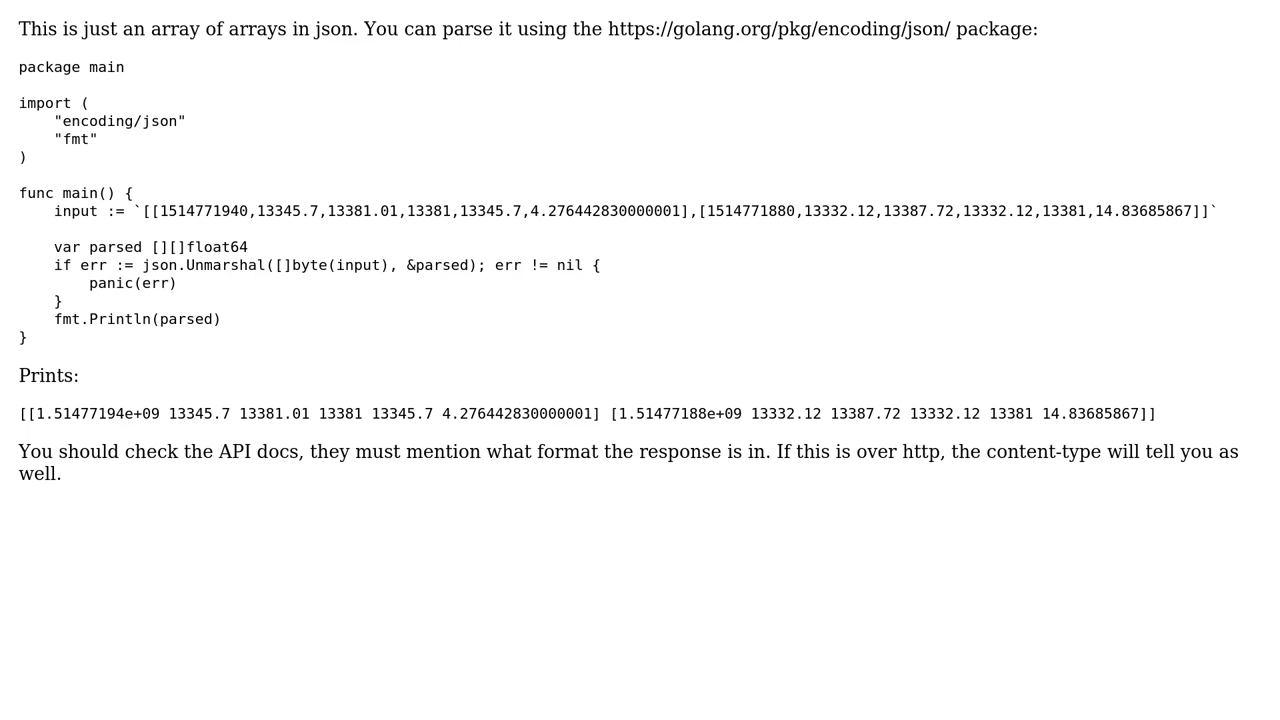 This is just an array of arrays in json. You can parse it using the https://golang.org/pkg/encoding/json/ package:
package main
import (
    "encoding/json"
    "fmt"
)
func main() {
    input := `[[1514771940,13345.7,13381.01,13381,13345.7,4.276442830000001],[1514771880,13332.12,13387.72,13332.12,13381,14.83685867]]`
    var parsed [][]float64
    if err := json.Unmarshal([]byte(input), &parsed); err != nil {
        panic(err)
    }
    fmt.Println(parsed)
}
Prints:
[[1.51477194e+09 13345.7 13381.01 13381 13345.7 4.276442830000001] [1.51477188e+09 13332.12 13387.72 13332.12 13381 14.83685867]]
You should check the API docs, they must mention what format the response is in. If this is over http, the content-type will tell you as
well.